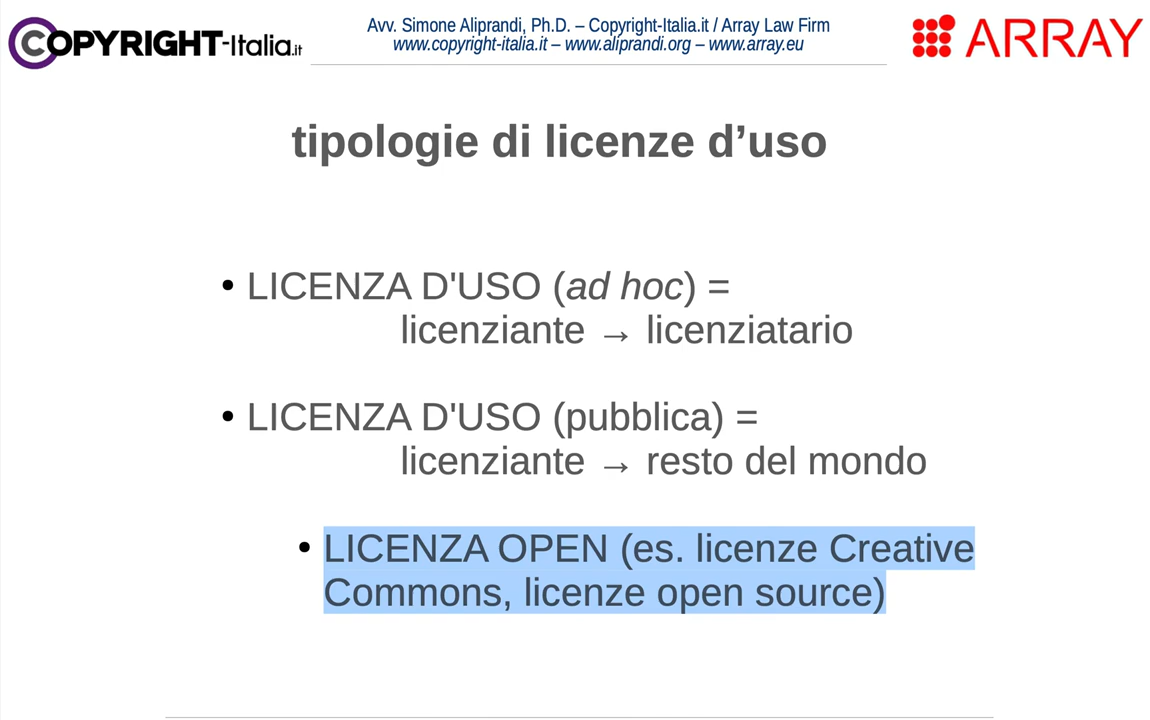 COPYRIGHT-Italia.it
Avv. Simone Aliprandi, Ph.D. – Copyright-Italia.it / Array Law Firm
www.copyright-italia.it – www.aliprandi.org – www.array.eu
ARRAY
tipologie di licenze d’uso
• LICENZA D'USO (ad hoc) =
licenziante → licenziatario
• LICENZA D'USO (pubblica) =
licenziante → resto del mondo
• LICENZA OPEN (es. licenze Creative
Commons, licenze open source)